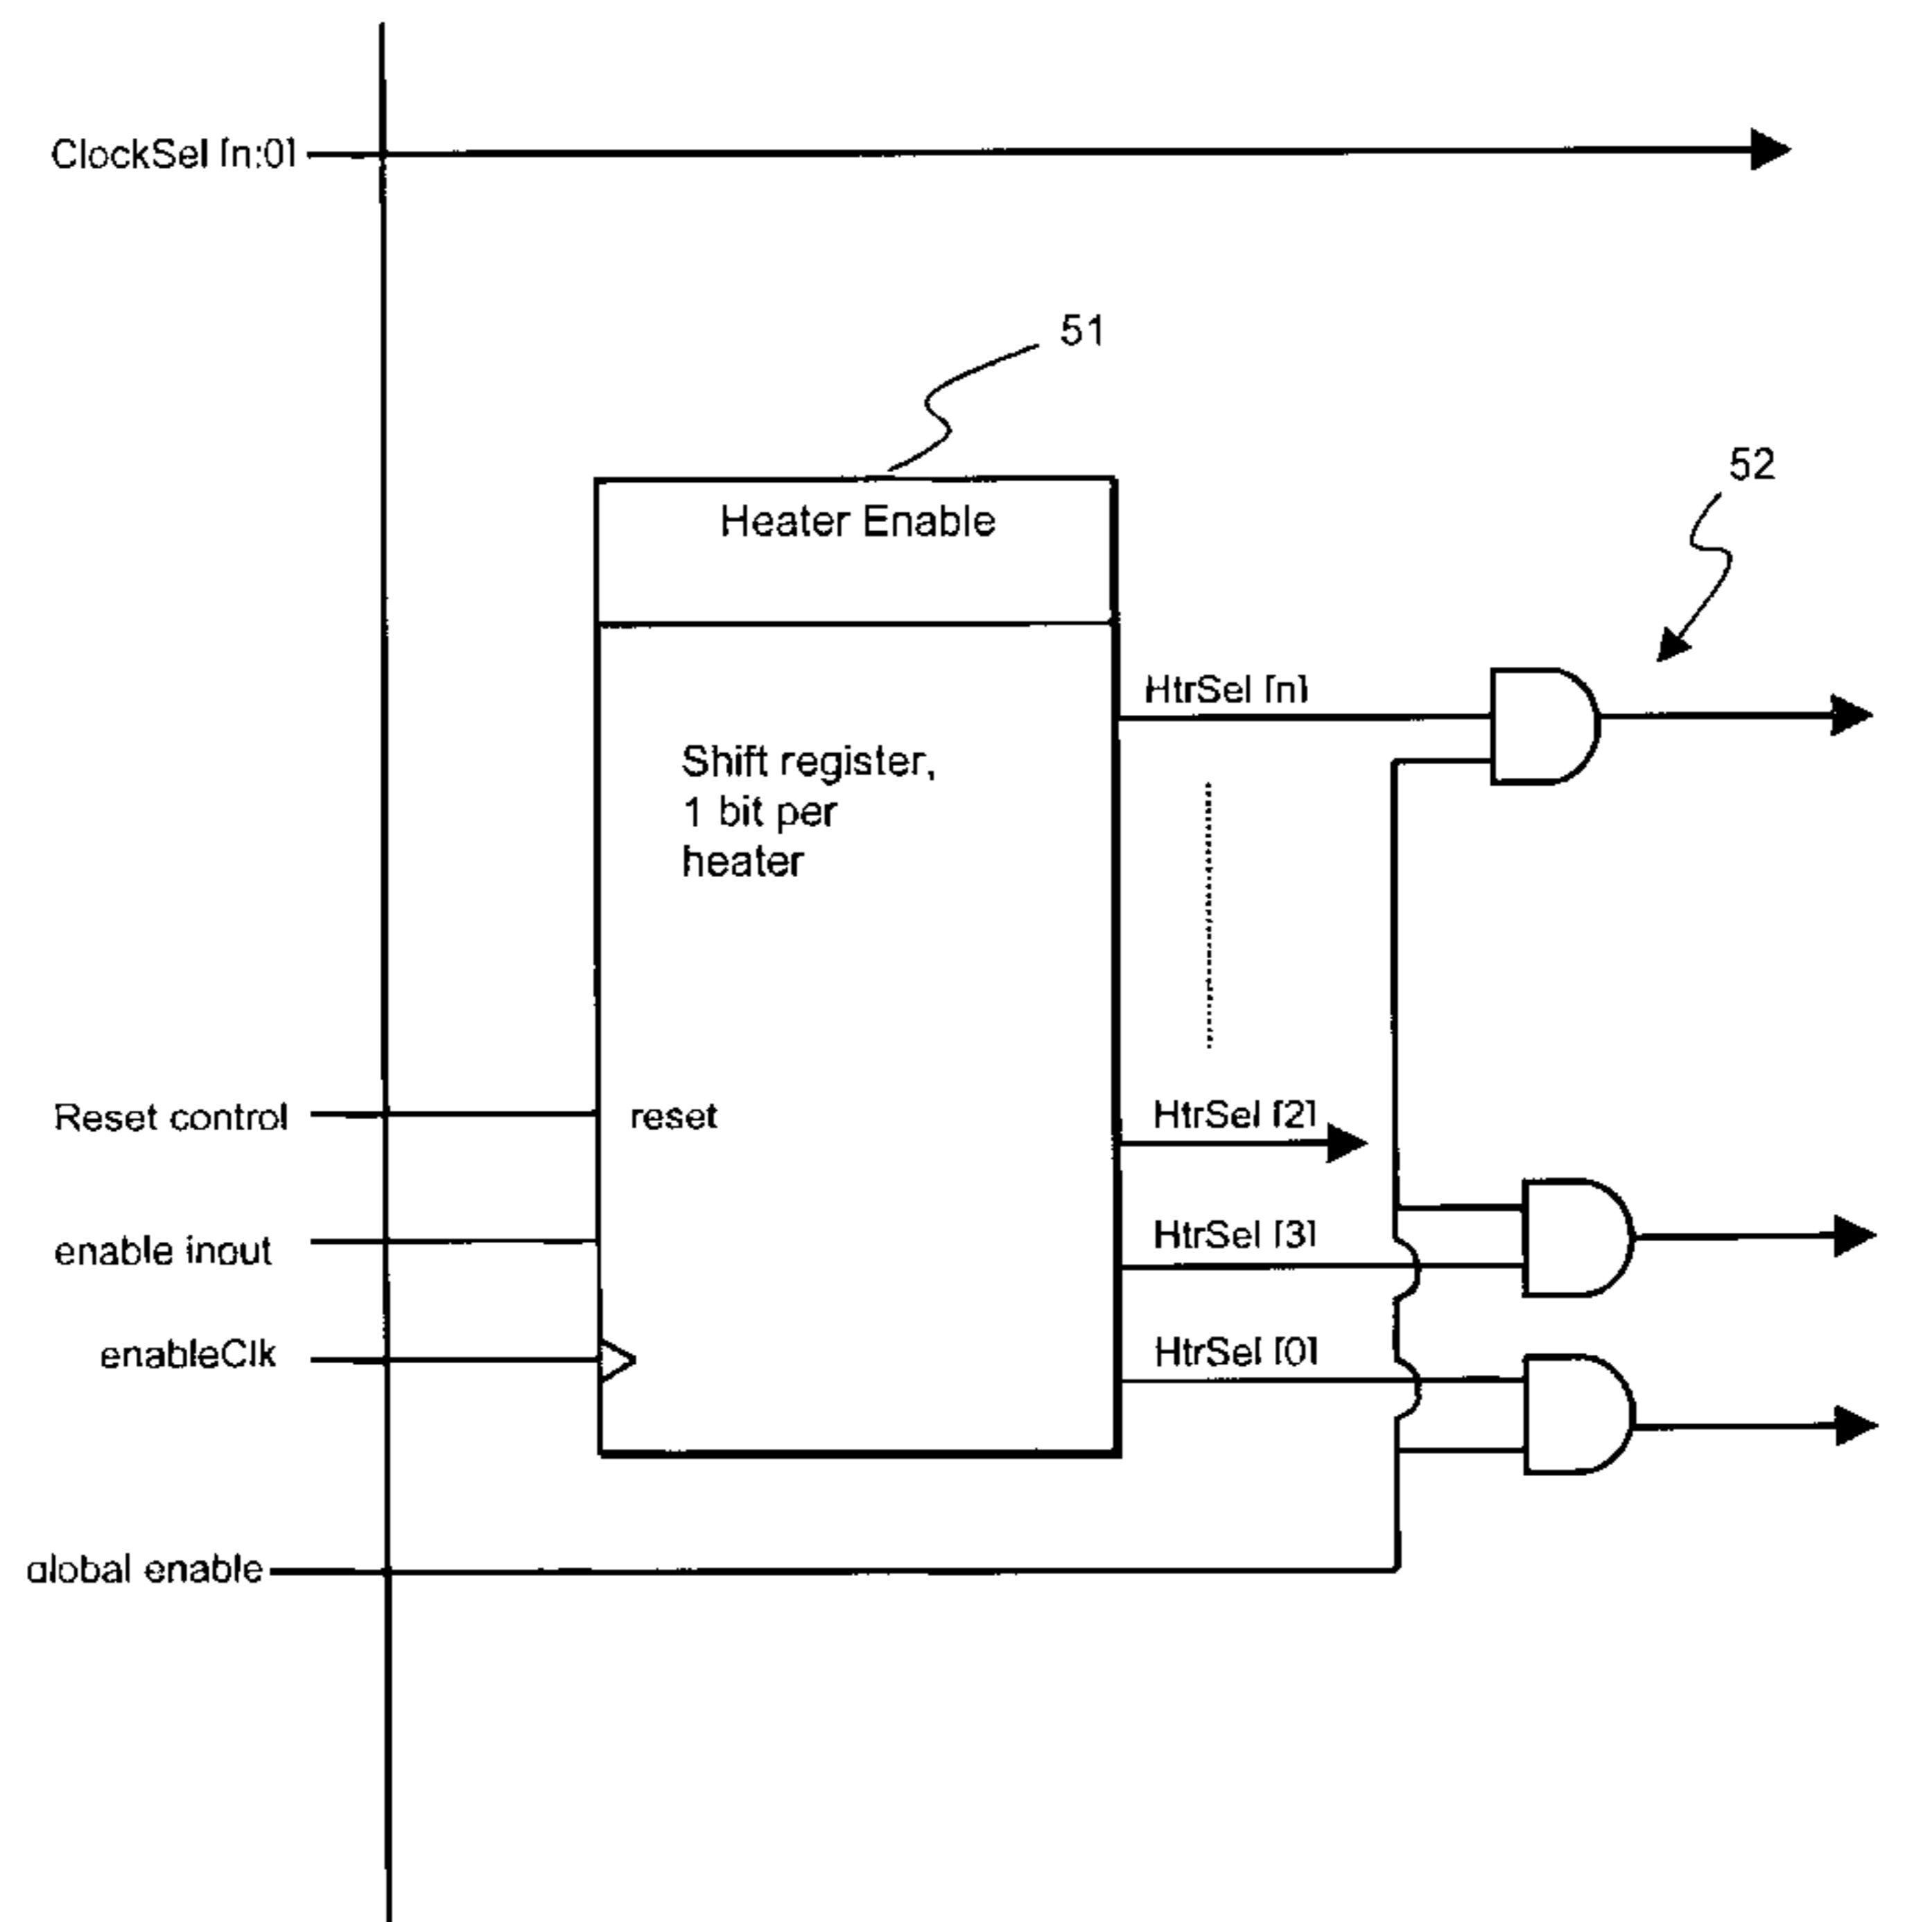 ClockSel [n:0]
51
52
Heater Enable
HtrSel [n]
Shift register,
1 bit per
heater
Reset control
reset
HtrSel [2]
enable input
HtrSel [3]
enableClk
HtrSel [0]
global enable